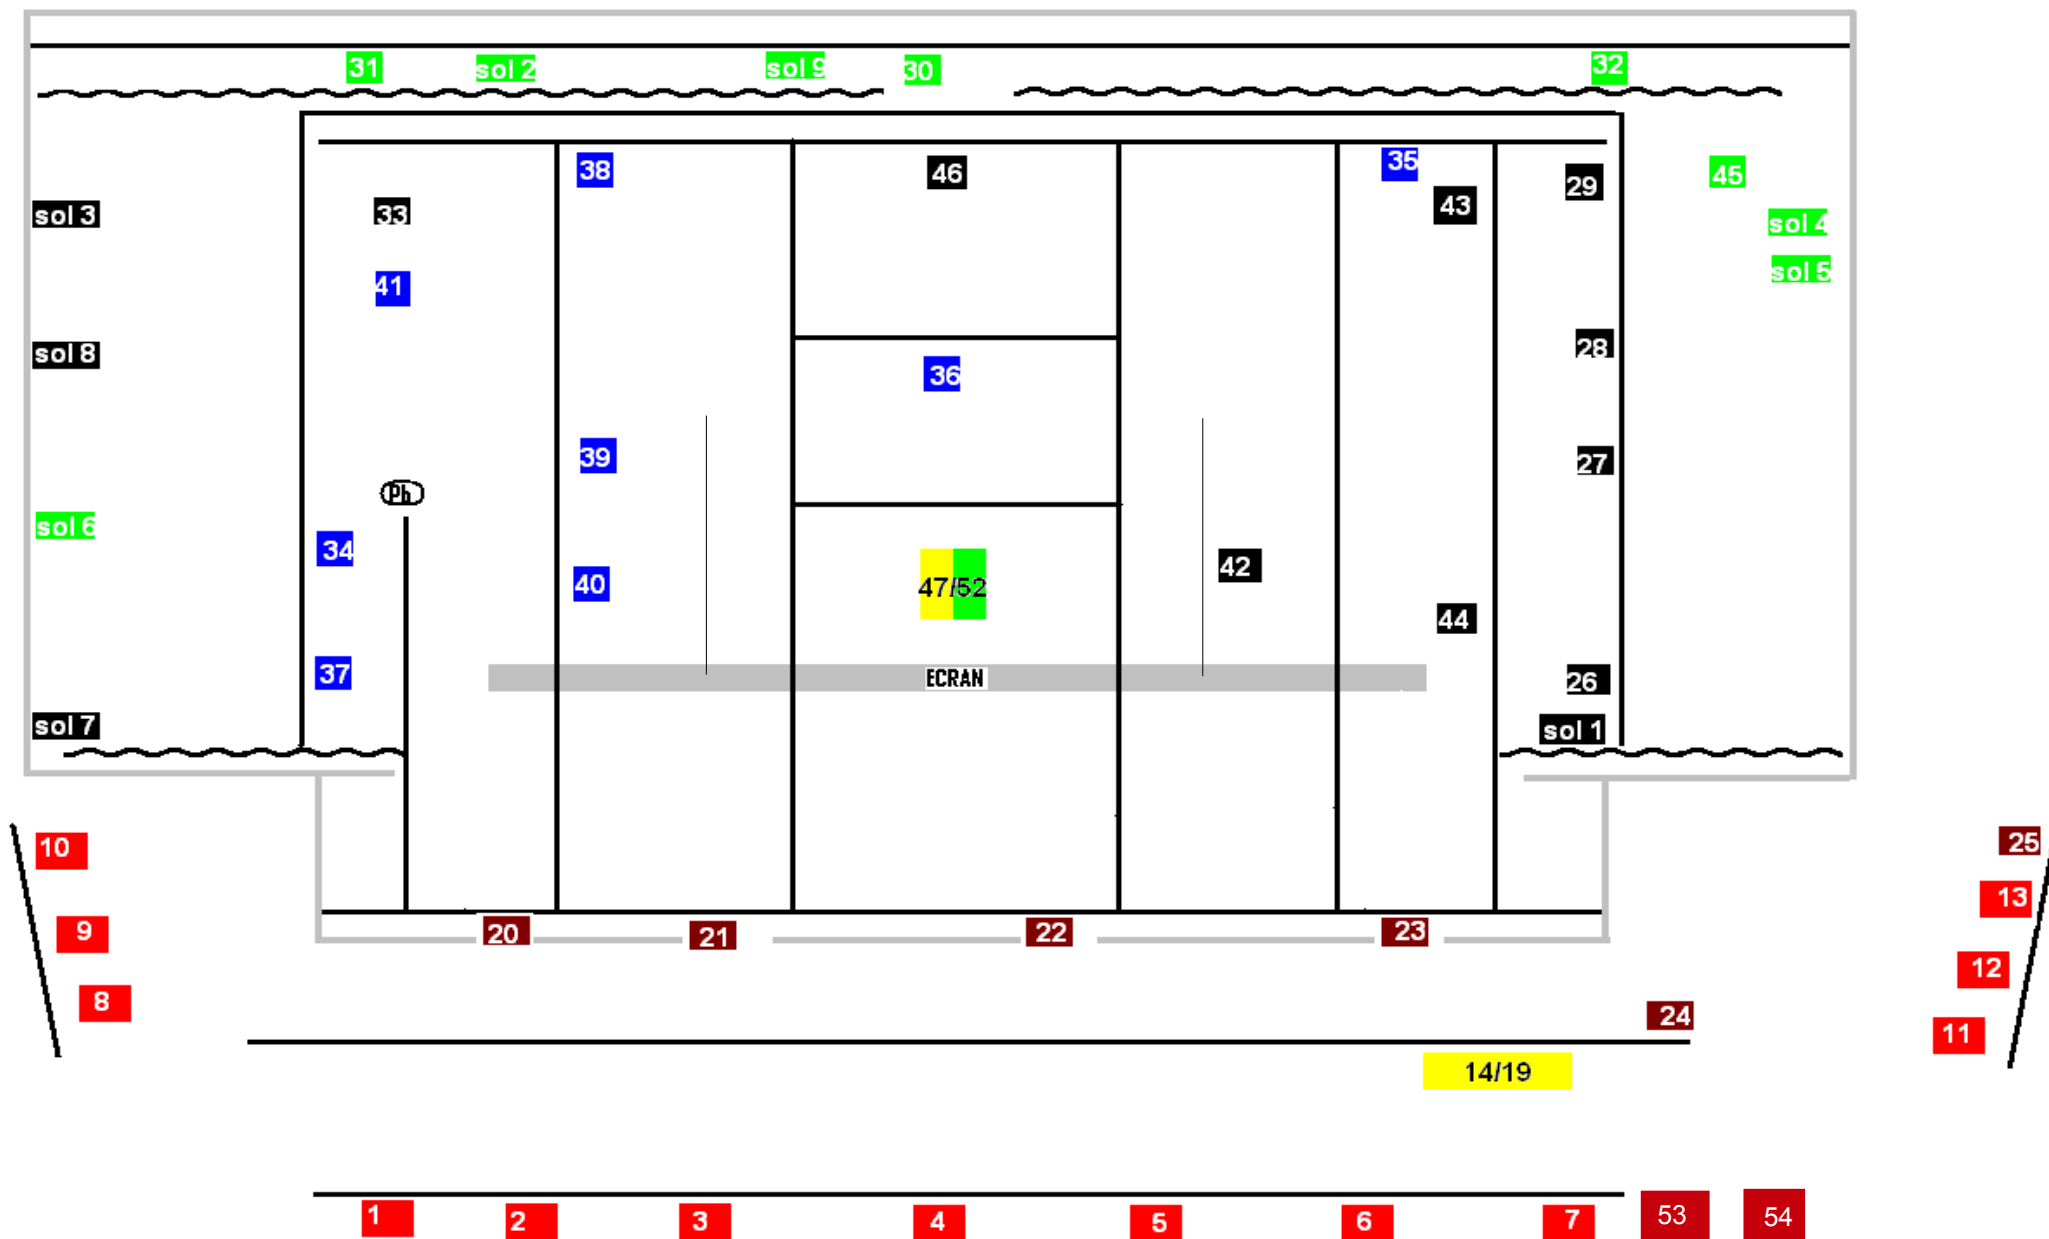 31 sol 2 sol 9 30 32
38 46 35 29 45
sol 3 33 43 sol 4
41 sol 5
sol 8 36 28
39 27
Ph
sol 6 34 40 47/52 42
44
37 ECRAN 26
sol 7 sol 1
10 25
9 20 21 22 23 13
8 12
24 11
14/19
1 2 3 4 5 6 7 53 54